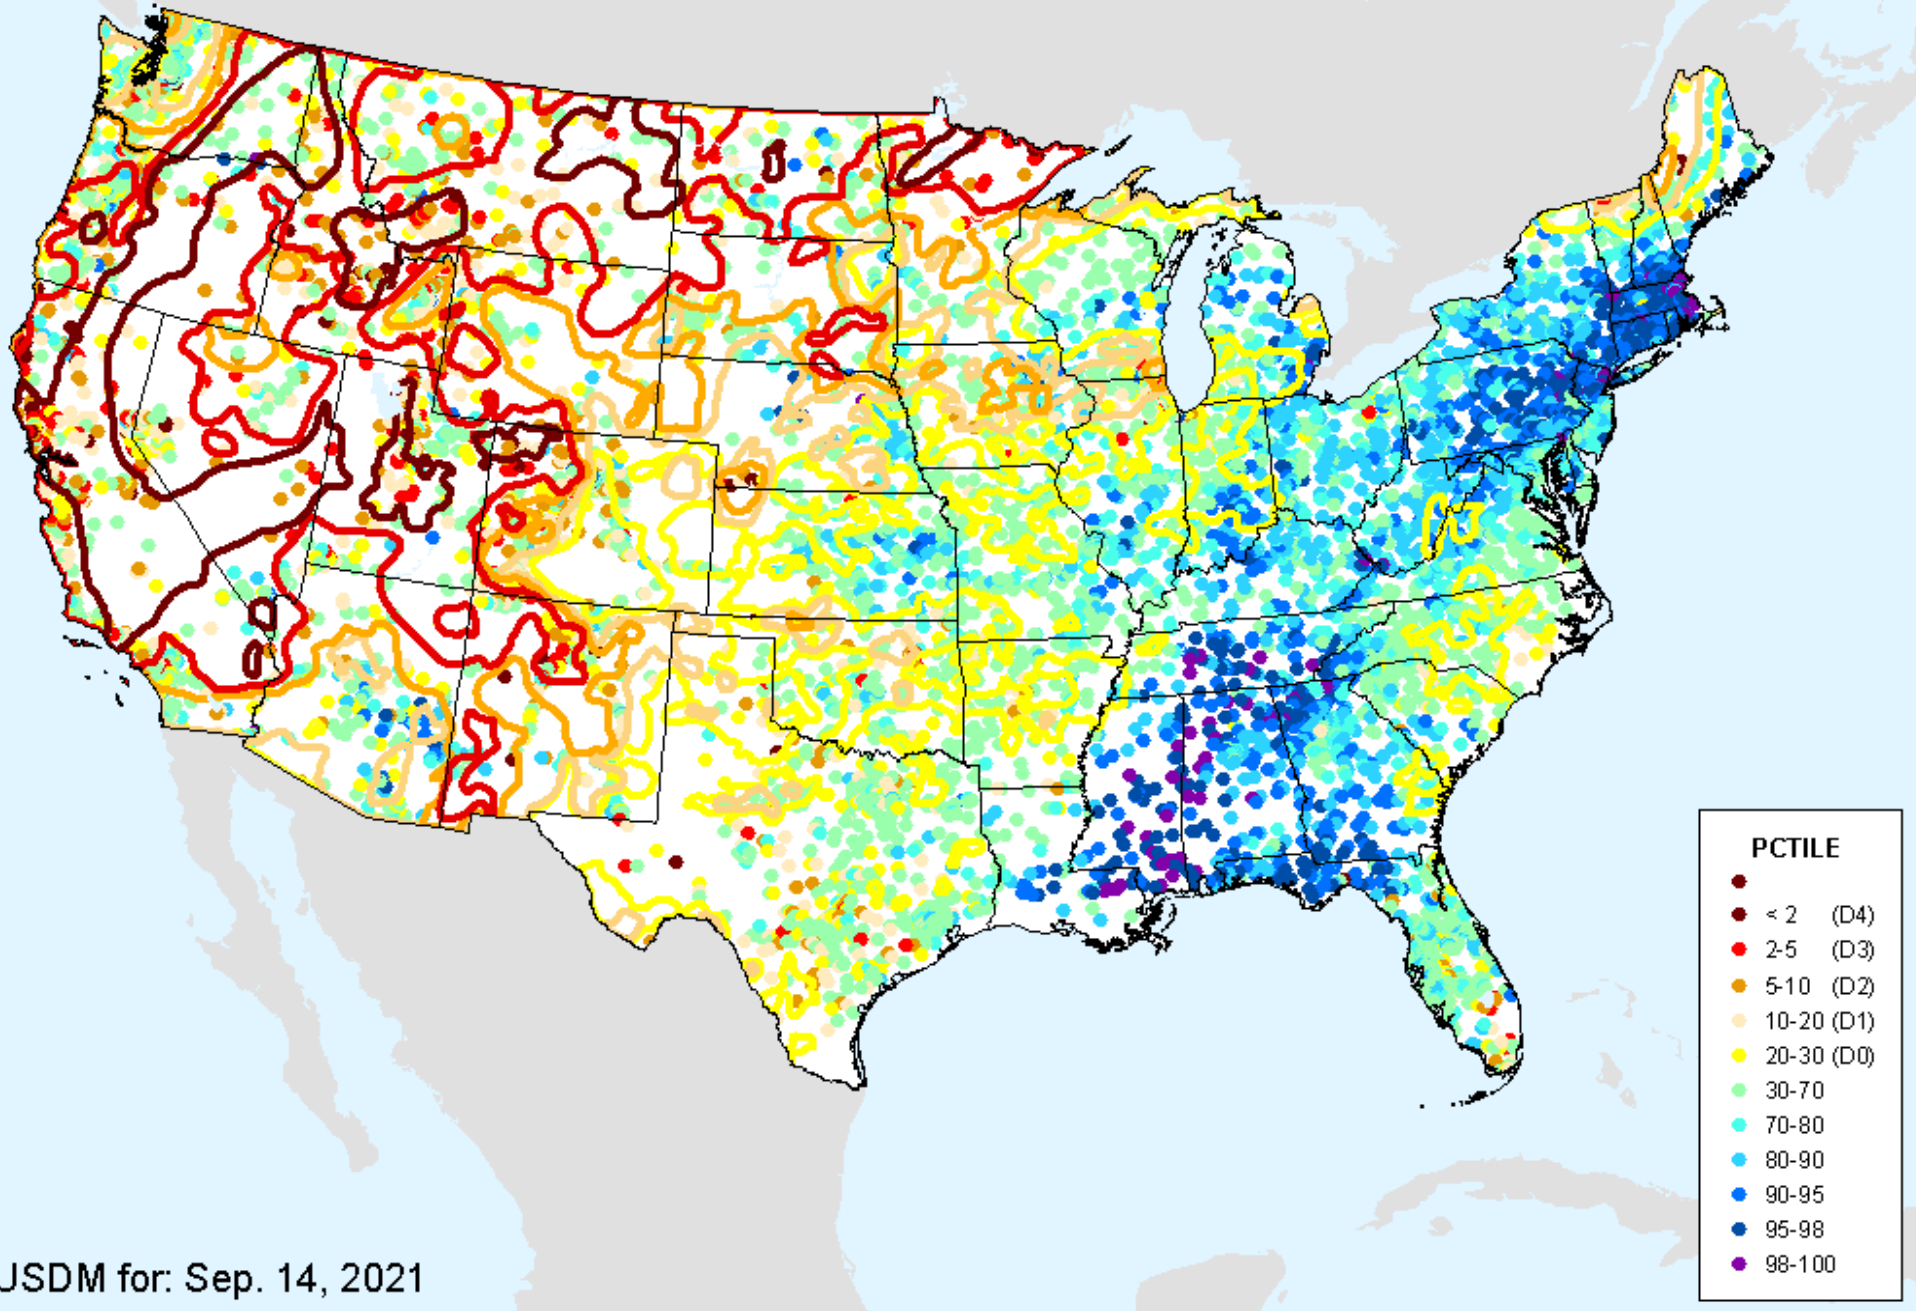 PCTILE
< 2 (D4)
2-5 (D3)
5-10 (D2)
10-20 (D1)
20-30 (D0)
30-70
70-80
80-90
90-95
95-98
98-100
USDM for: Sep. 14, 2021